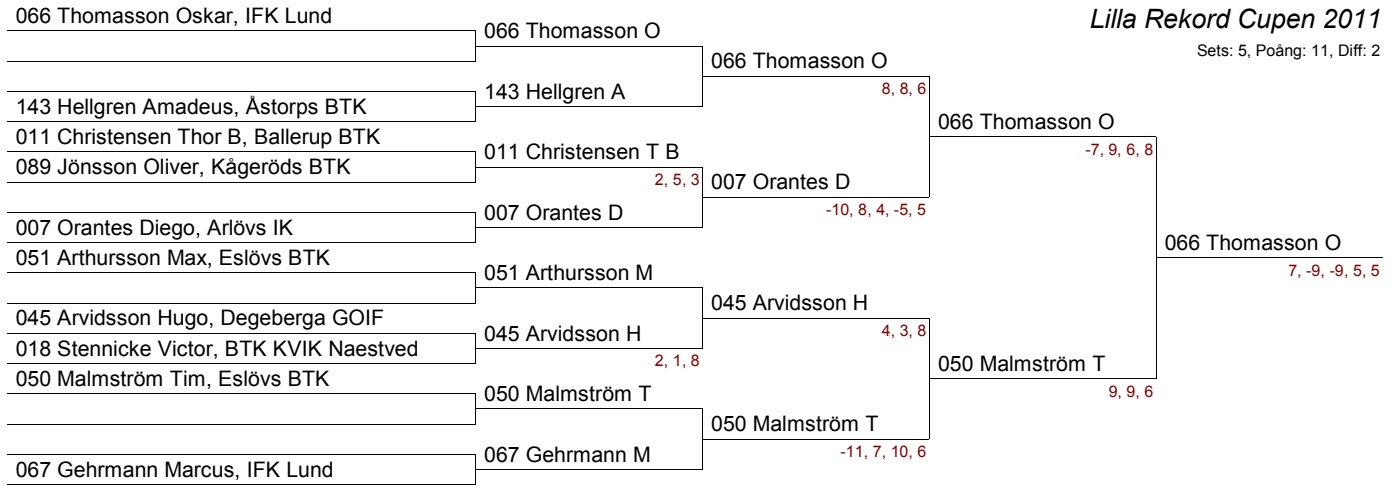 Lilla Rekord Cupen 2011
Sets: 5, Poång: 11, Diff: 2
066 Thomasson Oskar, IFK Lund
143 Hellgren Amadeus, Åstorps BTK
011 Christensen Thor B, Ballerup BTK
089 Jönsson Oliver, Kågeröds BTK
007 Orantes Diego, Arlövs IK
051 Arthursson Max, Eslövs BTK
045 Arvidsson Hugo, Degeberga GOIF
018 Stennicke Victor, BTK KVIK Naestved
050 Malmström Tim, Eslövs BTK
067 Gehrmann Marcus, IFK Lund
066 Thomasson O
143 Hellgren A
011 Christensen T B
2, 5, 3
007 Orantes D
051 Arthursson M
045 Arvidsson H
2, 1, 8
050 Malmström T
067 Gehrmann M
066 Thomasson O
8, 8, 6
007 Orantes D
-10, 8, 4, -5, 5
045 Arvidsson H
4, 3, 8
050 Malmström T
-11, 7, 10, 6
066 Thomasson O
-7, 9, 6, 8
050 Malmström T
9, 9, 6
066 Thomasson O
7, -9, -9, 5, 5